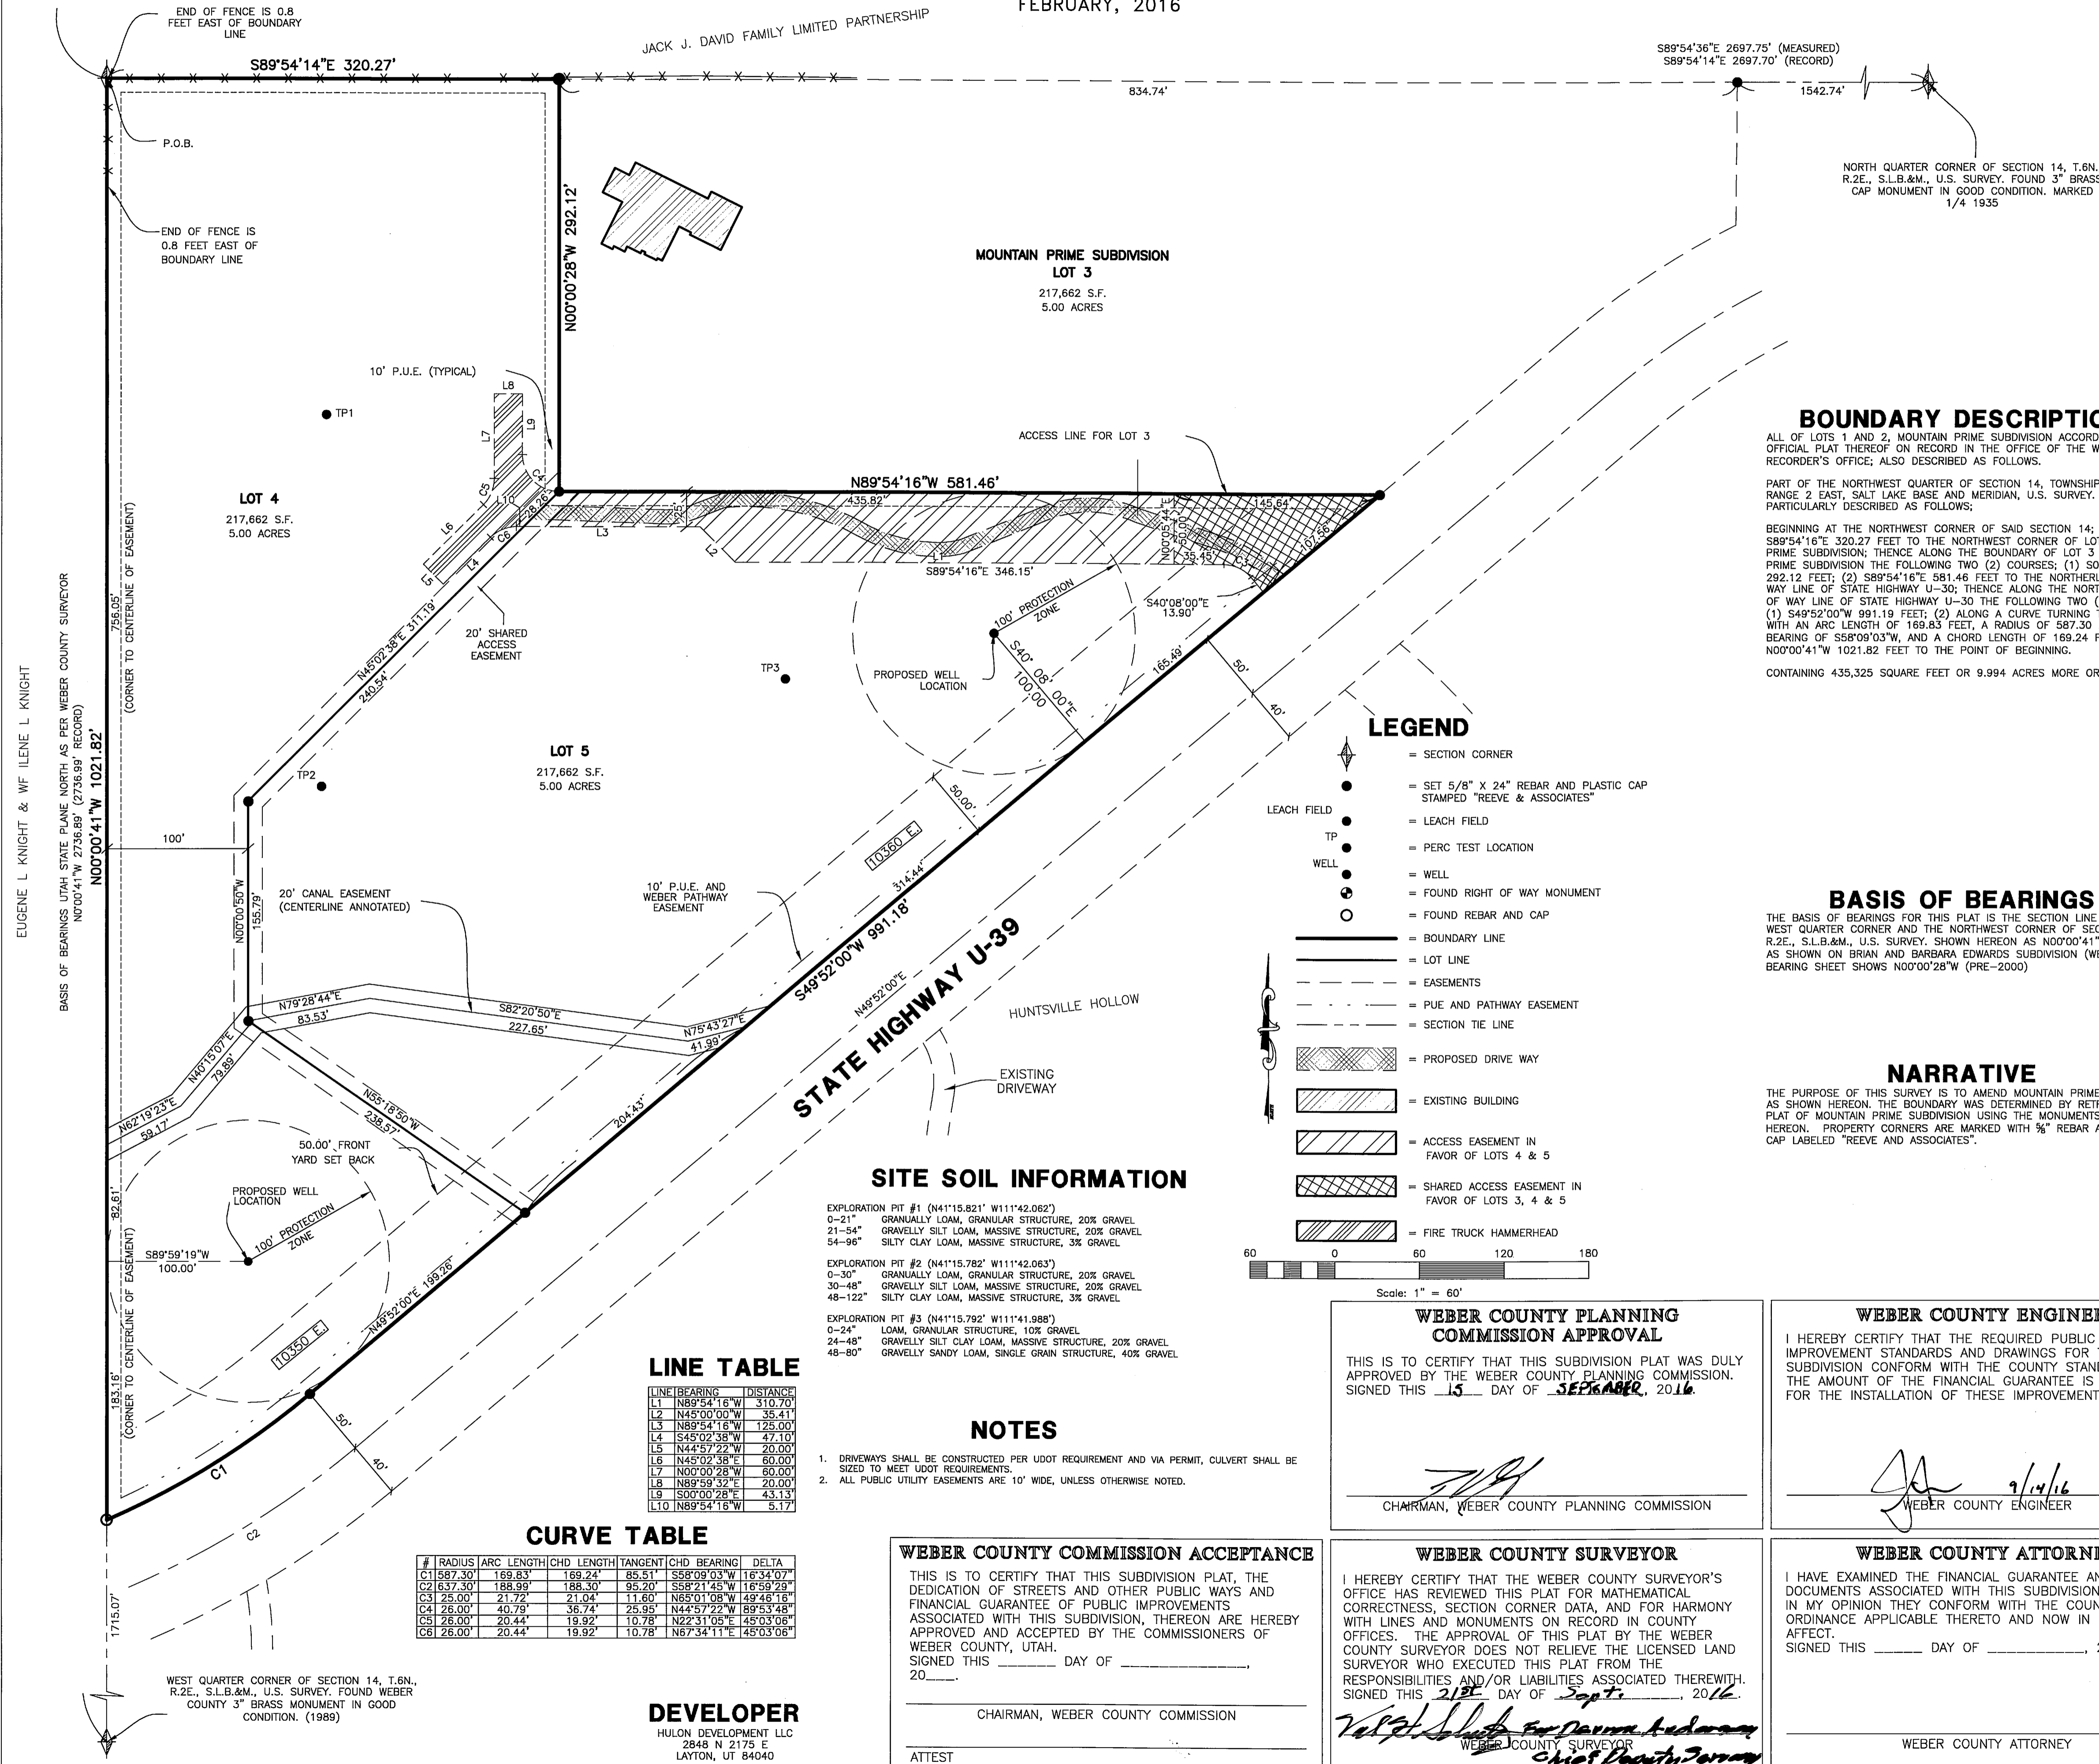 FEBRUARY, 2016
END OF FENCE IS 0.8
FEET EAST OF BOUNDARY
LINE
JACK J. DAVID FAMILY LIMITED PARTNERSHIP
S89°54'36"E 2697.75' (MEASURED)
S89°54'14"E 2697.70' (RECORD)
S89°54'14"E 320.27'
834.74'
1542.74'
P.O.B.
NORTH QUARTER CORNER OF SECTION 14, T.6N.
R.2E., S.L.B.&M., U.S. SURVEY. FOUND 3" BRASS
CAP MONUMENT IN GOOD CONDITION. MARKED
1/4 1935
END OF FENCE IS
0.8 FEET EAST OF
BOUNDARY LINE
N00°00'28"W 292.12'
MOUNTAIN PRIME SUBDIVISION
LOT 3
217,662 S.F.
5.00 ACRES
10' P.U.E. (TYPICAL)
L8
TP1
L7
L9
ACCESS LINE FOR LOT 3
C4
C5
L10
28.26'
L6
C6
L4
L5
N89°54'16"W 581.46'
435.82'
145.64'
25'
L3
L2
L1
N00°05'44"E
50.00'
35.45'
C3
107.56'
S89°54'16"E 346.15'
S40°08'00"E
13.90'
LOT 4
217,662 S.F.
5.00 ACRES
756.05'
(CORNER TO CENTERLINE OF EASEMENT)
N45°02'38"E 311.19'
240.54'
20' SHARED
ACCESS
EASEMENT
100' PROTECTION
ZONE
PROPOSED WELL
LOCATION
S40° 08' 00"E
100.00
165.49'
50'
40'
TP3
LOT 5
217,662 S.F.
5.00 ACRES
TP2
EUGENE L KNIGHT & WF ILENE L KNIGHT
BASIS OF BEARINGS UTAH STATE PLANE NORTH AS PER WEBER COUNTY SURVEYOR
N0°00'41"W 2736.89' (2736.99' RECORD)
N00°00'41"W 1021.82'
100'
N00°00'50"W
155.79'
20' CANAL EASEMENT
(CENTERLINE ANNOTATED)
10' P.U.E. AND
WEBER PATHWAY
EASEMENT
50.00'
10360 E.
314.44'
S49°52'00"W 991.18'
N49°52'00"E
STATE HIGHWAY U-39
HUNTSVILLE HOLLOW
EXISTING
DRIVEWAY
N79°28'44"E
83.53'
S82°20'50"E
227.65'
N75°43'27"E
41.99'
N40°15'07"E
79.89'
N62°19'23"E
59.17'
N55°18'50"W
238.57'
204.43'
50.00' FRONT
YARD SET BACK
PROPOSED WELL
LOCATION
100' PROTECTION
ZONE
82.61'
S89°59'19"W
100.00'
183.16'
(CORNER TO CENTERLINE OF EASEMENT)
N49°52'00"E 199.26'
10350 E.
50'
40'
C1
C2
1715.07'
WEST QUARTER CORNER OF SECTION 14, T.6N.,
R.2E., S.L.B.&M., U.S. SURVEY. FOUND WEBER
COUNTY 3" BRASS MONUMENT IN GOOD
CONDITION. (1989)
BOUNDARY DESCRIPTIO
ALL OF LOTS 1 AND 2, MOUNTAIN PRIME SUBDIVISION ACCORD
OFFICIAL PLAT THEREOF ON RECORD IN THE OFFICE OF THE W
RECORDER'S OFFICE; ALSO DESCRIBED AS FOLLOWS.
PART OF THE NORTHWEST QUARTER OF SECTION 14, TOWNSHIP
RANGE 2 EAST, SALT LAKE BASE AND MERIDIAN, U.S. SURVEY.
PARTICULARLY DESCRIBED AS FOLLOWS;
BEGINNING AT THE NORTHWEST CORNER OF SAID SECTION 14;
S89°54'16"E 320.27 FEET TO THE NORTHWEST CORNER OF LOT
PRIME SUBDIVISION; THENCE ALONG THE BOUNDARY OF LOT 3
PRIME SUBDIVISION THE FOLLOWING TWO (2) COURSES; (1) SO
292.12 FEET; (2) S89°54'16"E 581.46 FEET TO THE NORTHERL
WAY LINE OF STATE HIGHWAY U-30; THENCE ALONG THE NORT
OF WAY LINE OF STATE HIGHWAY U-30 THE FOLLOWING TWO (
(1) S49°52'00"W 991.19 FEET; (2) ALONG A CURVE TURNING
WITH AN ARC LENGTH OF 169.83 FEET, A RADIUS OF 587.30
BEARING OF S58°09'03"W, AND A CHORD LENGTH OF 169.24 F
N00°00'41"W 1021.82 FEET TO THE POINT OF BEGINNING.
CONTAINING 435,325 SQUARE FEET OR 9.994 ACRES MORE OR
LEGEND
= SECTION CORNER
= SET 5/8" X 24" REBAR AND PLASTIC CAP
STAMPED "REEVE & ASSOCIATES"
LEACH FIELD
= LEACH FIELD
TP
= PERC TEST LOCATION
WELL
= WELL
= FOUND RIGHT OF WAY MONUMENT
= FOUND REBAR AND CAP
= BOUNDARY LINE
= LOT LINE
= EASEMENTS
= PUE AND PATHWAY EASEMENT
= SECTION TIE LINE
= PROPOSED DRIVE WAY
= EXISTING BUILDING
= ACCESS EASEMENT IN
FAVOR OF LOTS 4 & 5
= SHARED ACCESS EASEMENT IN
FAVOR OF LOTS 3, 4 & 5
= FIRE TRUCK HAMMERHEAD
60 0 60 120 180
Scale: 1" = 60'
BASIS OF BEARINGS
THE BASIS OF BEARINGS FOR THIS PLAT IS THE SECTION LINE
WEST QUARTER CORNER AND THE NORTHWEST CORNER OF SEC
R.2E., S.L.B.&M., U.S. SURVEY. SHOWN HEREON AS N00°00'41"
AS SHOWN ON BRIAN AND BARBARA EDWARDS SUBDIVISION (WE
BEARING SHEET SHOWS N00°00'28"W (PRE-2000)
NARRATIVE
THE PURPOSE OF THIS SURVEY IS TO AMEND MOUNTAIN PRIME
AS SHOWN HEREON. THE BOUNDARY WAS DETERMINED BY RETR
PLAT OF MOUNTAIN PRIME SUBDIVISION USING THE MONUMENTS
HEREON. PROPERTY CORNERS ARE MARKED WITH ⅝" REBAR A
CAP LABELED "REEVE AND ASSOCIATES".
SITE SOIL INFORMATION
EXPLORATION PIT #1 (N41°15.821' W111°42.062')
0-21" GRANUALLY LOAM, GRANULAR STRUCTURE, 20% GRAVEL
21-54" GRAVELLY SILT LOAM, MASSIVE STRUCTURE, 20% GRAVEL
54-96" SILTY CLAY LOAM, MASSIVE STRUCTURE, 3% GRAVEL
EXPLORATION PIT #2 (N41°15.782' W111°42.063')
0-30" GRANUALLY LOAM, GRANULAR STRUCTURE, 20% GRAVEL
30-48" GRAVELLY SILT LOAM, MASSIVE STRUCTURE, 20% GRAVEL
48-122" SILTY CLAY LOAM, MASSIVE STRUCTURE, 3% GRAVEL
EXPLORATION PIT #3 (N41°15.792' W111°41.988')
0-24" LOAM, GRANULAR STRUCTURE, 10% GRAVEL
24-48" GRAVELLY SILT CLAY LOAM, MASSIVE STRUCTURE, 20% GRAVEL
48-80" GRAVELLY SANDY LOAM, SINGLE GRAIN STRUCTURE, 40% GRAVEL
LINE TABLE
LINE BEARING DISTANCE
L1 N89°54'16"W 310.70'
L2 N45°00'00"W 35.41'
L3 N89°54'16"W 125.00'
L4 S45°02'38"W 47.10'
L5 N44°57'22"W 20.00'
L6 N45°02'38"E 60.00'
L7 N00°00'28"W 60.00'
L8 N89°59'32"E 20.00'
L9 S00°00'28"E 43.13'
L10 N89°54'16"W 5.17'
NOTES
1. DRIVEWAYS SHALL BE CONSTRUCTED PER UDOT REQUIREMENT AND VIA PERMIT, CULVERT SHALL BE
SIZED TO MEET UDOT REQUIREMENTS.
2. ALL PUBLIC UTILITY EASEMENTS ARE 10' WIDE, UNLESS OTHERWISE NOTED.
CURVE TABLE
# RADIUS ARC LENGTH CHD LENGTH TANGENT CHD BEARING DELTA
C1 587.30' 169.83' 169.24' 85.51' S58°09'03"W 16°34'07"
C2 637.30' 188.99' 188.30' 95.20' S58°21'45"W 16°59'29"
C3 25.00' 21.72' 21.04' 11.60' N65°01'08"W 49°46'16"
C4 26.00' 40.79' 36.74' 25.95' N44°57'22"W 89°53'48"
C5 26.00' 20.44' 19.92' 10.78' N22°31'05"E 45°03'06"
C6 26.00' 20.44' 19.92' 10.78' N67°34'11"E 45°03'06"
DEVELOPER
HULON DEVELOPMENT LLC
2848 N 2175 E
LAYTON, UT 84040
WEBER COUNTY PLANNING
COMMISSION APPROVAL
THIS IS TO CERTIFY THAT THIS SUBDIVISION PLAT WAS DULY
APPROVED BY THE WEBER COUNTY PLANNING COMMISSION.
SIGNED THIS 15 DAY OF SEPTEMBER, 2016.
CHAIRMAN, WEBER COUNTY PLANNING COMMISSION
WEBER COUNTY ENGINEE
I HEREBY CERTIFY THAT THE REQUIRED PUBLIC
IMPROVEMENT STANDARDS AND DRAWINGS FOR
SUBDIVISION CONFORM WITH THE COUNTY STAN
THE AMOUNT OF THE FINANCIAL GUARANTEE IS
FOR THE INSTALLATION OF THESE IMPROVEMENT
9/14/16
WEBER COUNTY ENGINEER
WEBER COUNTY COMMISSION ACCEPTANCE
THIS IS TO CERTIFY THAT THIS SUBDIVISION PLAT, THE
DEDICATION OF STREETS AND OTHER PUBLIC WAYS AND
FINANCIAL GUARANTEE OF PUBLIC IMPROVEMENTS
ASSOCIATED WITH THIS SUBDIVISION, THEREON ARE HEREBY
APPROVED AND ACCEPTED BY THE COMMISSIONERS OF
WEBER COUNTY, UTAH.
SIGNED THIS ______ DAY OF ______________,
20____.
CHAIRMAN, WEBER COUNTY COMMISSION
ATTEST
WEBER COUNTY SURVEYOR
I HEREBY CERTIFY THAT THE WEBER COUNTY SURVEYOR'S
OFFICE HAS REVIEWED THIS PLAT FOR MATHEMATICAL
CORRECTNESS, SECTION CORNER DATA, AND FOR HARMONY
WITH LINES AND MONUMENTS ON RECORD IN COUNTY
OFFICES. THE APPROVAL OF THIS PLAT BY THE WEBER
COUNTY SURVEYOR DOES NOT RELIEVE THE LICENSED LAND
SURVEYOR WHO EXECUTED THIS PLAT FROM THE
RESPONSIBILITIES AND/OR LIABILITIES ASSOCIATED THEREWITH.
SIGNED THIS 21st DAY OF Sept., 2016.
For
WEBER COUNTY SURVEYOR
Chief Deputy
WEBER COUNTY ATTORNE
I HAVE EXAMINED THE FINANCIAL GUARANTEE AN
DOCUMENTS ASSOCIATED WITH THIS SUBDIVISION
IN MY OPINION THEY CONFORM WITH THE COUN
ORDINANCE APPLICABLE THERETO AND NOW IN
AFFECT.
SIGNED THIS ______ DAY OF ____________,
WEBER COUNTY ATTORNEY